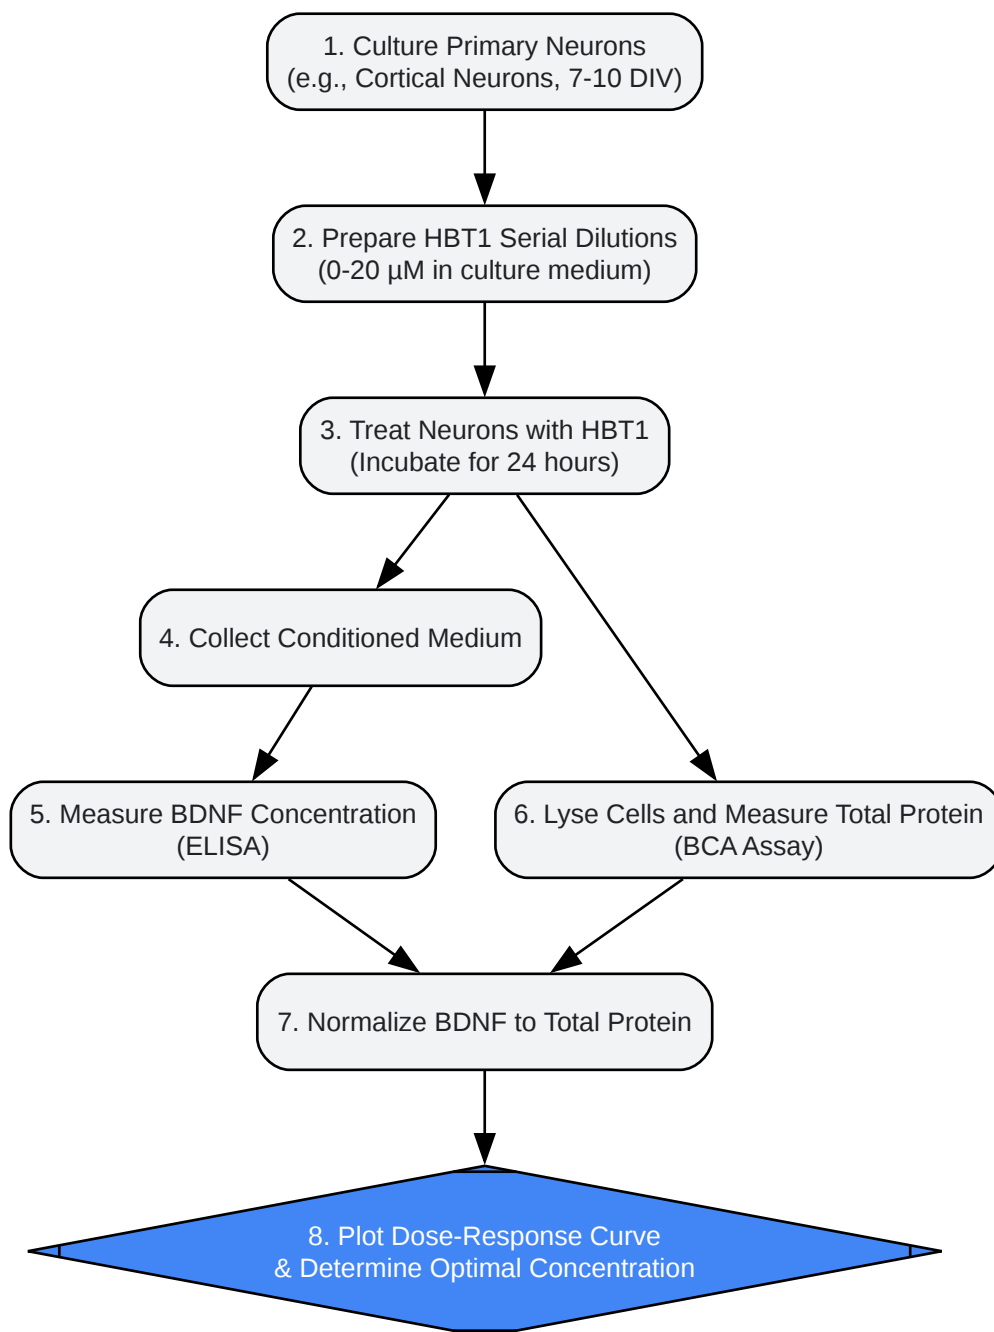 1. Culture Primary Neurons
(e.g., Cortical Neurons, 7-10 DIV)
2. Prepare HBT1 Serial Dilutions
(0-20 µM in culture medium)
3. Treat Neurons with HBT1
(Incubate for 24 hours)
4. Collect Conditioned Medium
5. Measure BDNF Concentration
(ELISA)
6. Lyse Cells and Measure Total Protein
(BCA Assay)
7. Normalize BDNF to Total Protein
8. Plot Dose-Response Curve
& Determine Optimal Concentration